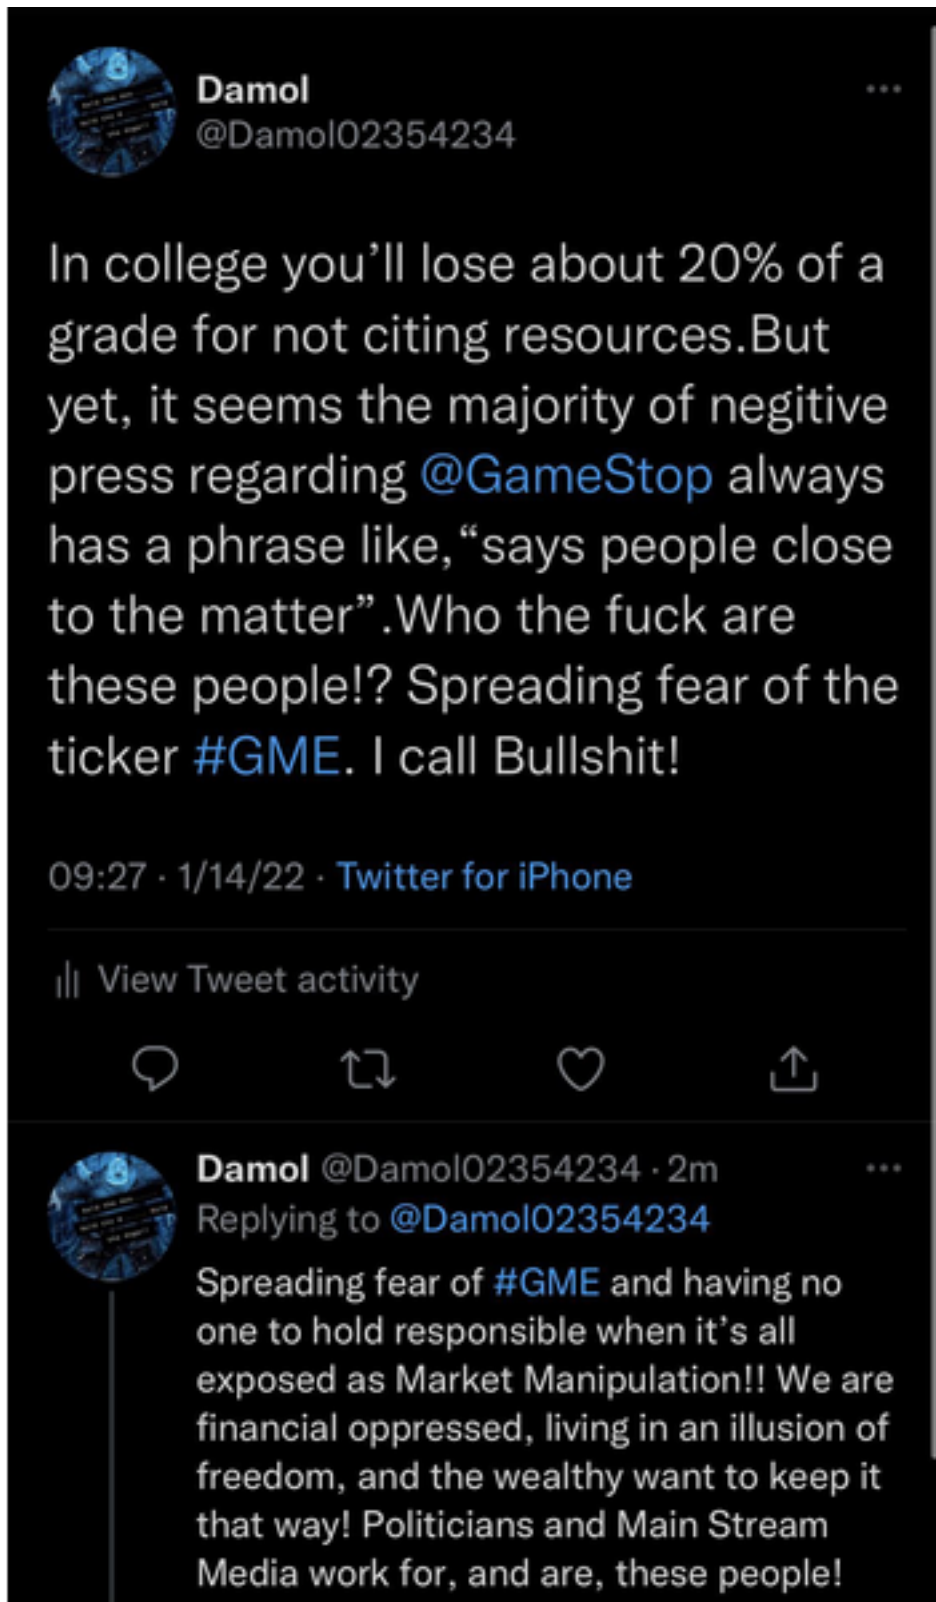 Damol
@Damol02354234
In college you’ll lose about 20% of a
grade for not citing resources.But
yet, it seems the majority of negitive
press regarding @GameStop always
has a phrase like,“says people close
to the matter”.Who the fuck are
these people!? Spreading fear of the
ticker #GME. I call Bullshit!
09:27 · 1/14/22 · Twitter for iPhone
View Tweet activity
Damol @Damol02354234 · 2m
Replying to @Damol02354234
Spreading fear of #GME and having no
one to hold responsible when it’s all
exposed as Market Manipulation!! We are
financial oppressed, living in an illusion of
freedom, and the wealthy want to keep it
that way! Politicians and Main Stream
Media work for, and are, these people!